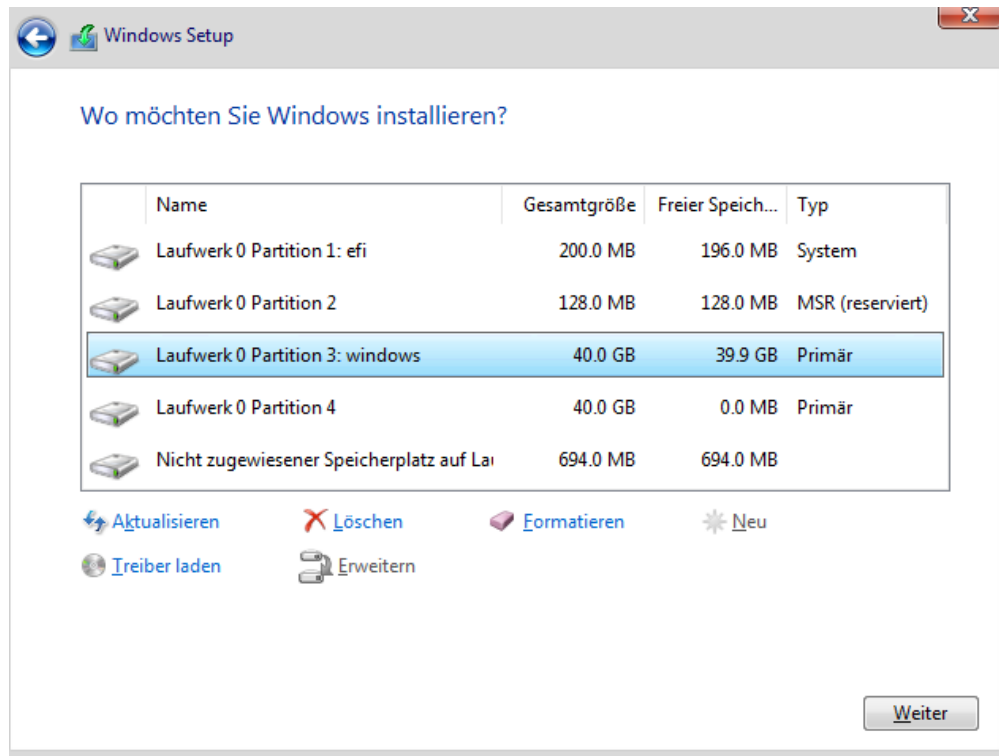 Windows Setup
Wo möchten Sie Windows installieren?
Name Gesamtgröße Freier Speich... Typ
Laufwerk 0 Partition 1: efi 200.0 MB 196.0 MB System
Laufwerk 0 Partition 2 128.0 MB 128.0 MB MSR (reserviert)
Laufwerk 0 Partition 3: windows 40.0 GB 39.9 GB Primär
Laufwerk 0 Partition 4 40.0 GB 0.0 MB Primär
Nicht zugewiesener Speicherplatz auf Lau 694.0 MB 694.0 MB
Aktualisieren Löschen Formatieren Neu
Treiber laden Erweitern
Weiter